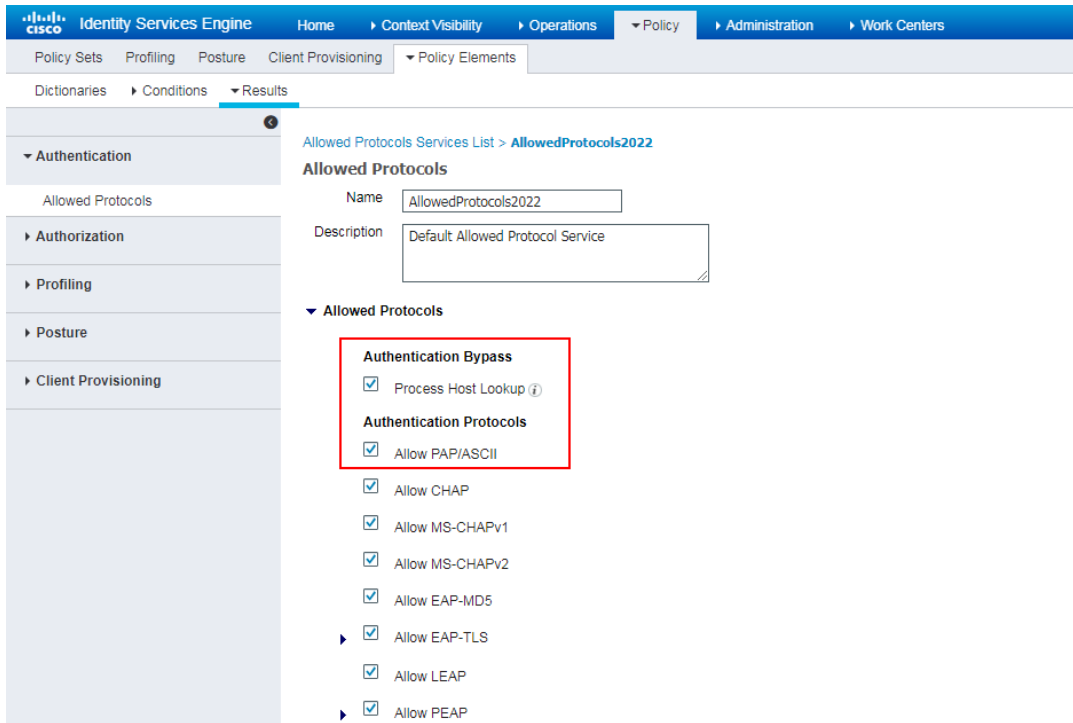 cisco Identity Services Engine Home Context Visibility Operations Policy Administration Work Centers
Policy Sets Profiling Posture Client Provisioning Policy Elements
Dictionaries Conditions Results
Authentication
Allowed Protocols
Authorization
Profiling
Posture
Client Provisioning
Allowed Protocols Services List > AllowedProtocols2022
Allowed Protocols
Name AllowedProtocols2022
Description Default Allowed Protocol Service
Allowed Protocols
Authentication Bypass
Process Host Lookup i
Authentication Protocols
Allow PAP/ASCII
Allow CHAP
Allow MS-CHAPv1
Allow MS-CHAPv2
Allow EAP-MD5
Allow EAP-TLS
Allow LEAP
Allow PEAP